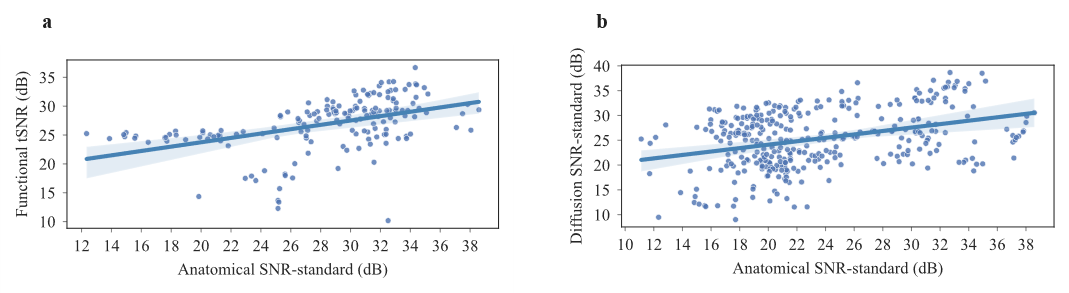 a
Functional tSNR (dB)
35
30
25
20
15
10
12 14 16 18 20 22 24 26 28 30 32 34 36 38
Anatomical SNR-standard (dB)
b
Diffusion SNR-standard (dB)
40
35
30
25
20
15
10
10 12 14 16 18 20 22 24 26 28 30 32 34 36 38
Anatomical SNR-standard (dB)